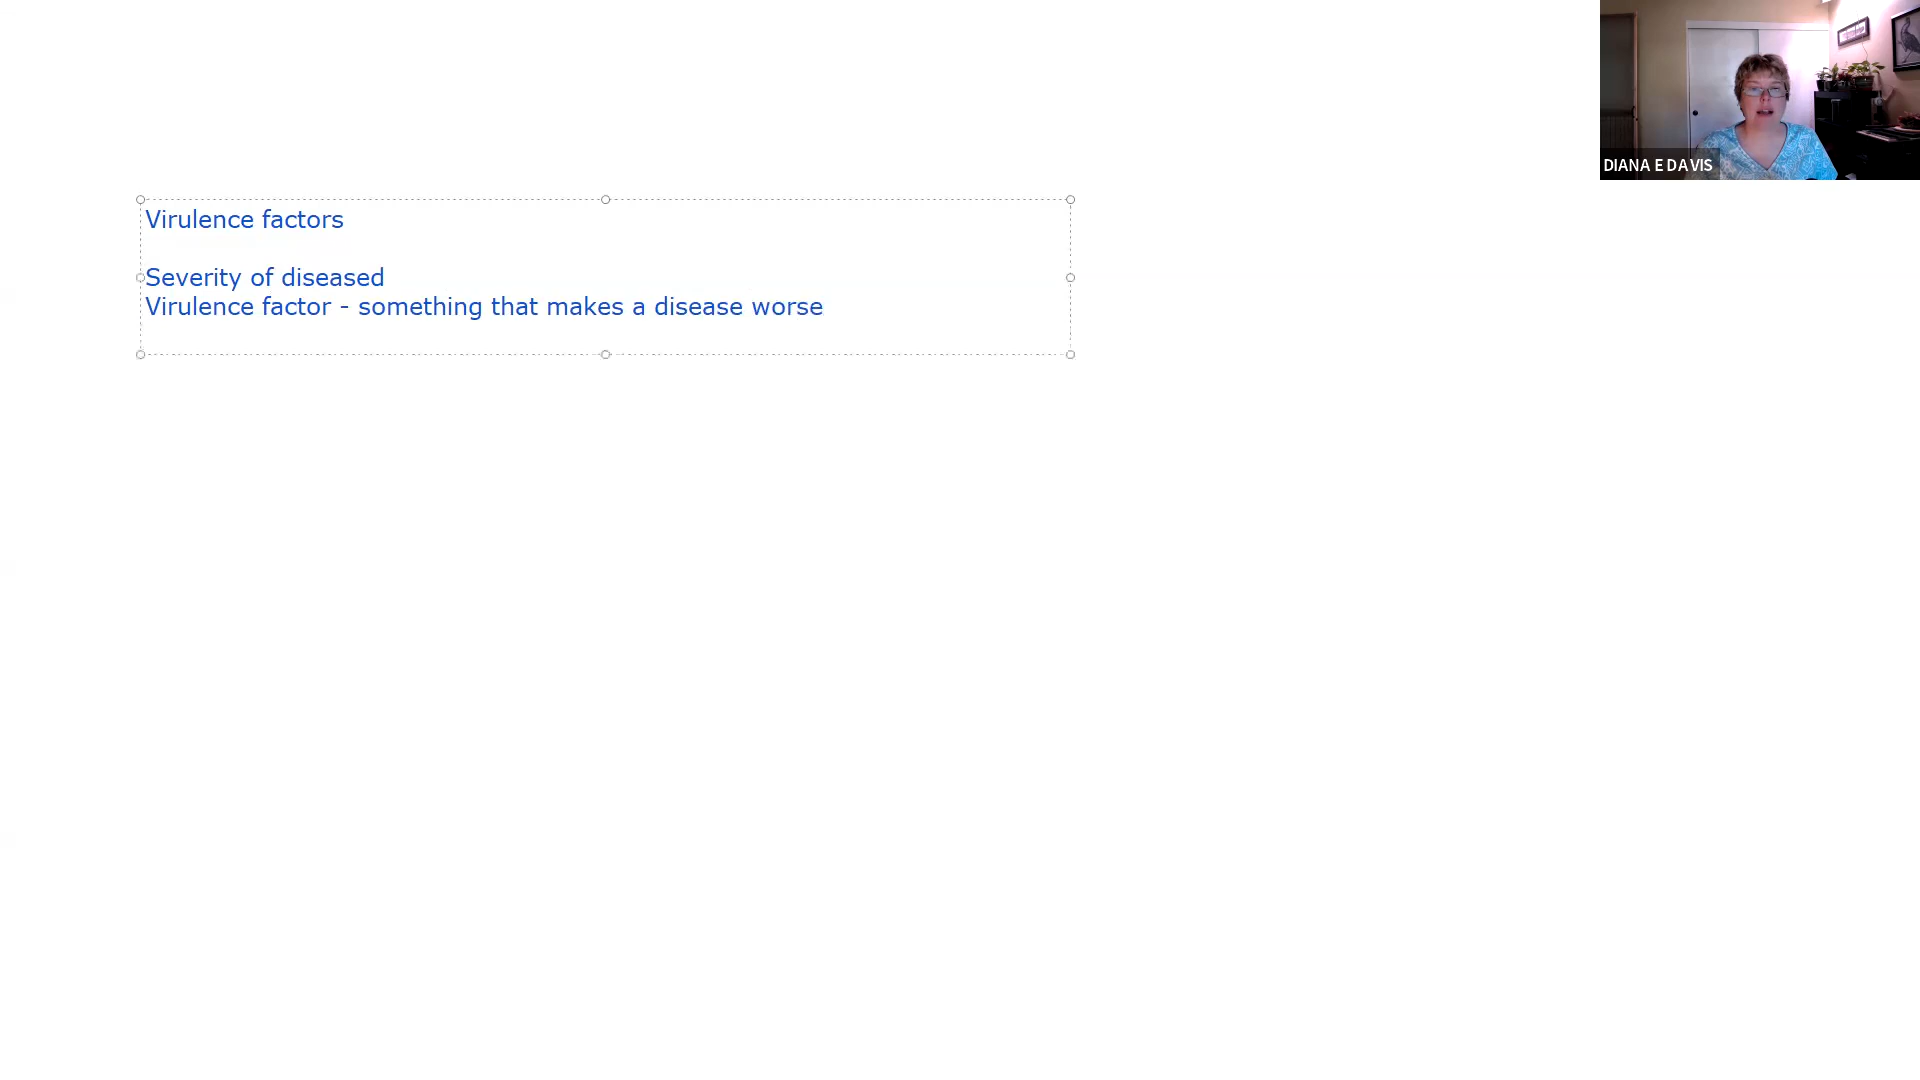 DIANA E DAVIS
Virulence factors
Severity of diseased
Virulence factor - something that makes a disease worse